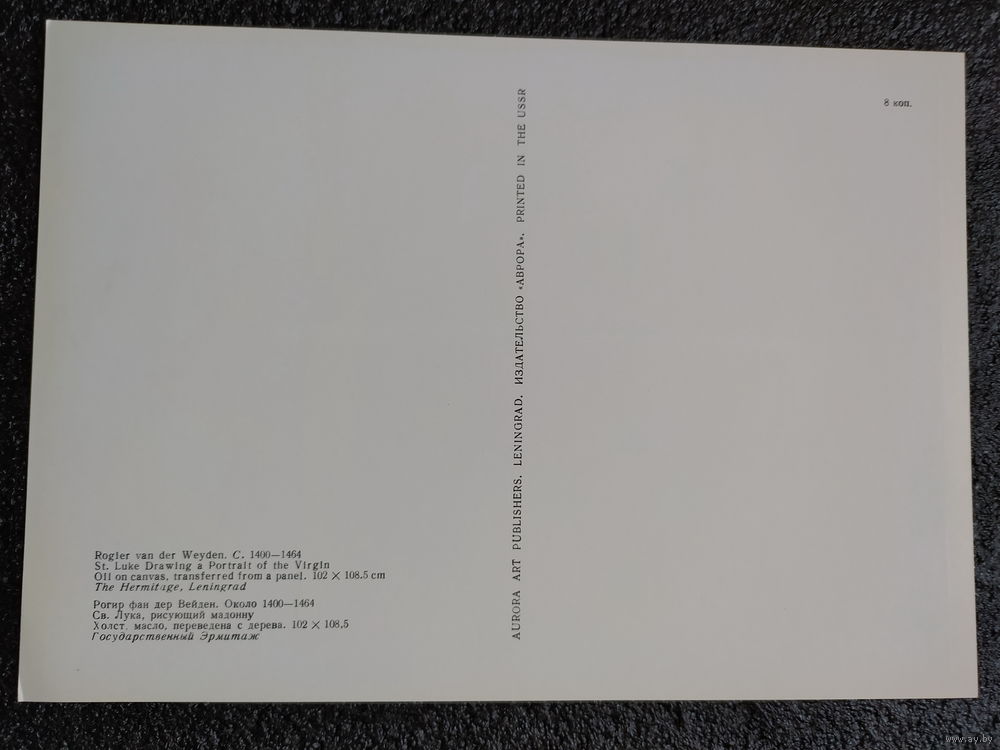 8 коп.
AURORA ART PUBLISHERS. LENINGRAD. ИЗДАТЕЛЬСТВО «АВРОРА». PRINTED IN THE USSR
Rogier van der Weyden. C. 1400—1464
St. Luke Drawing a Portrait of the Virgin
Oil on canvas, transferred from a panel. 102 × 108.5 cm
The Hermitage, Leningrad
Рогир фан дер Вейден. Около 1400—1464
Св. Лука, рисующий мадонну
Холст, масло, переведена с дерева. 102 × 108,5
Государственный Эрмитаж
www.ay.by